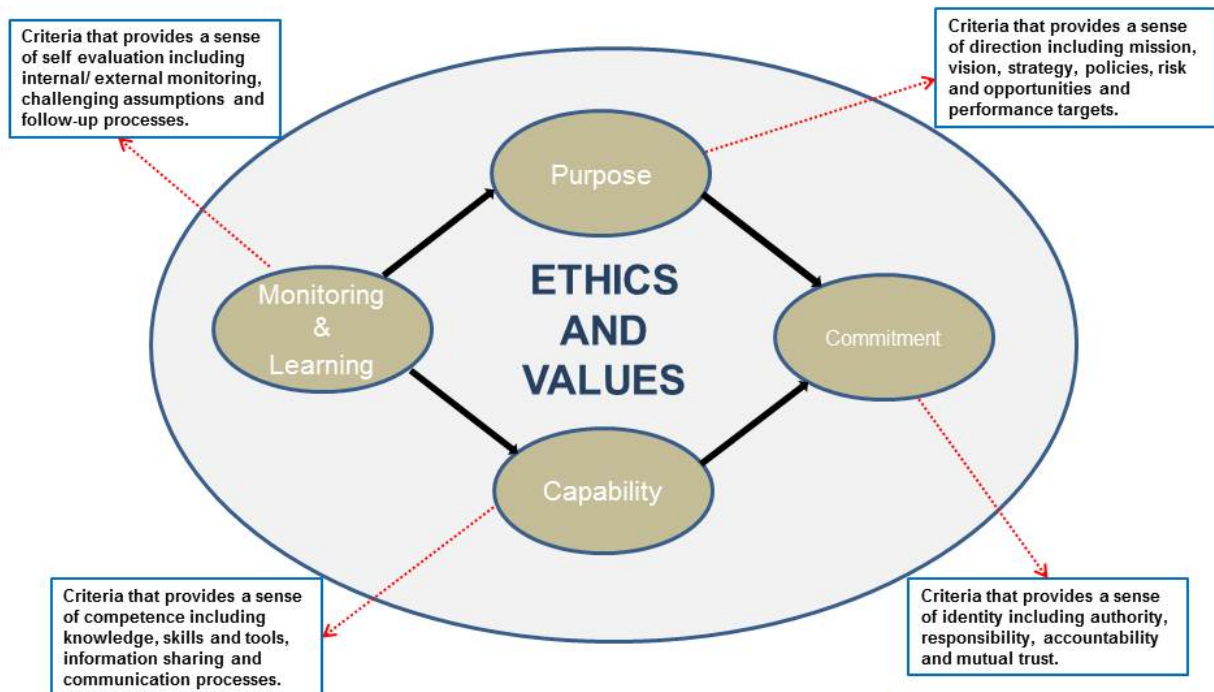 Criteria that provides a sense
of self evaluation including
internal/ external monitoring,
challenging assumptions and
follow-up processes.
Criteria that provides a sense
of direction including mission,
vision, strategy, policies, risk
and opportunities and
performance targets.
Purpose
Monitoring
&
Learning
ETHICS
AND
VALUES
Commitment
Capability
Criteria that provides a sense
of competence including
knowledge, skills and tools,
information sharing and
communication processes.
Criteria that provides a sense
of identity including authority,
responsibility, accountability
and mutual trust.